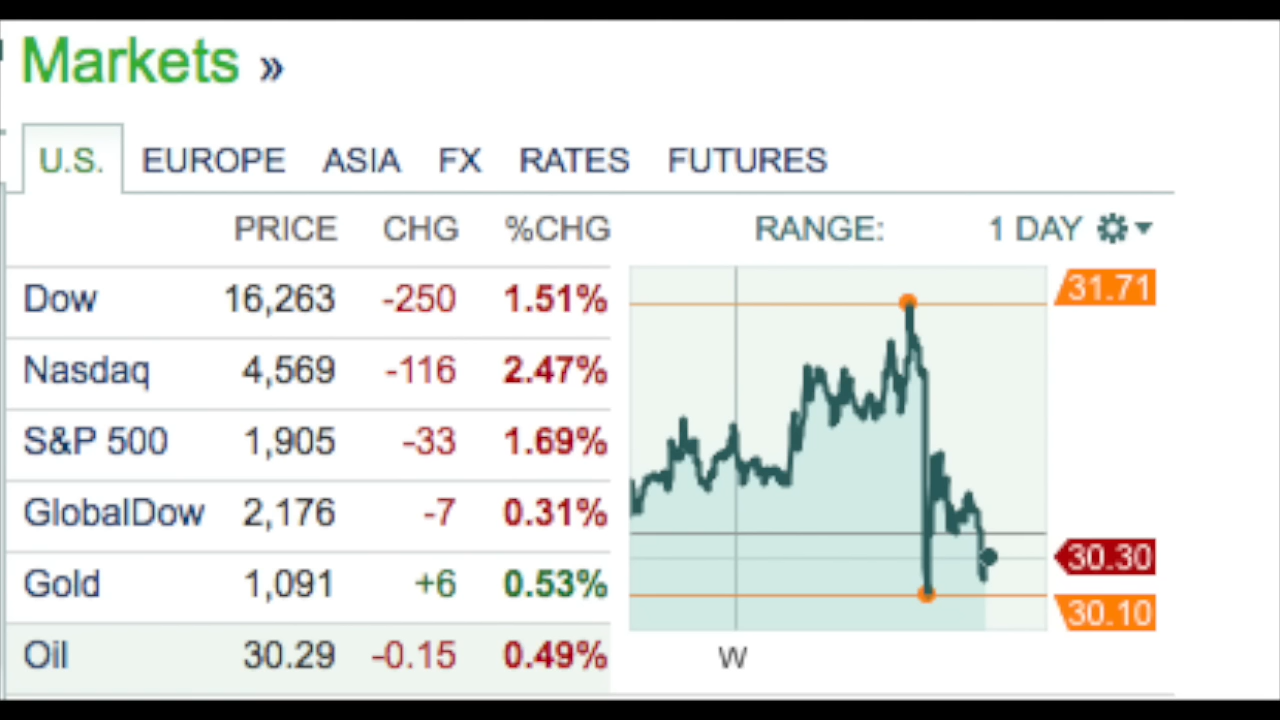 Markets »
U.S. EUROPE ASIA FX RATES FUTURES
PRICE CHG %CHG RANGE: 1 DAY
Dow 16,263 -250 1.51%
Nasdaq 4,569 -116 2.47%
S&P 500 1,905 -33 1.69%
GlobalDow 2,176 -7 0.31%
Gold 1,091 +6 0.53%
Oil 30.29 -0.15 0.49%
31.71
30.30
30.10
W